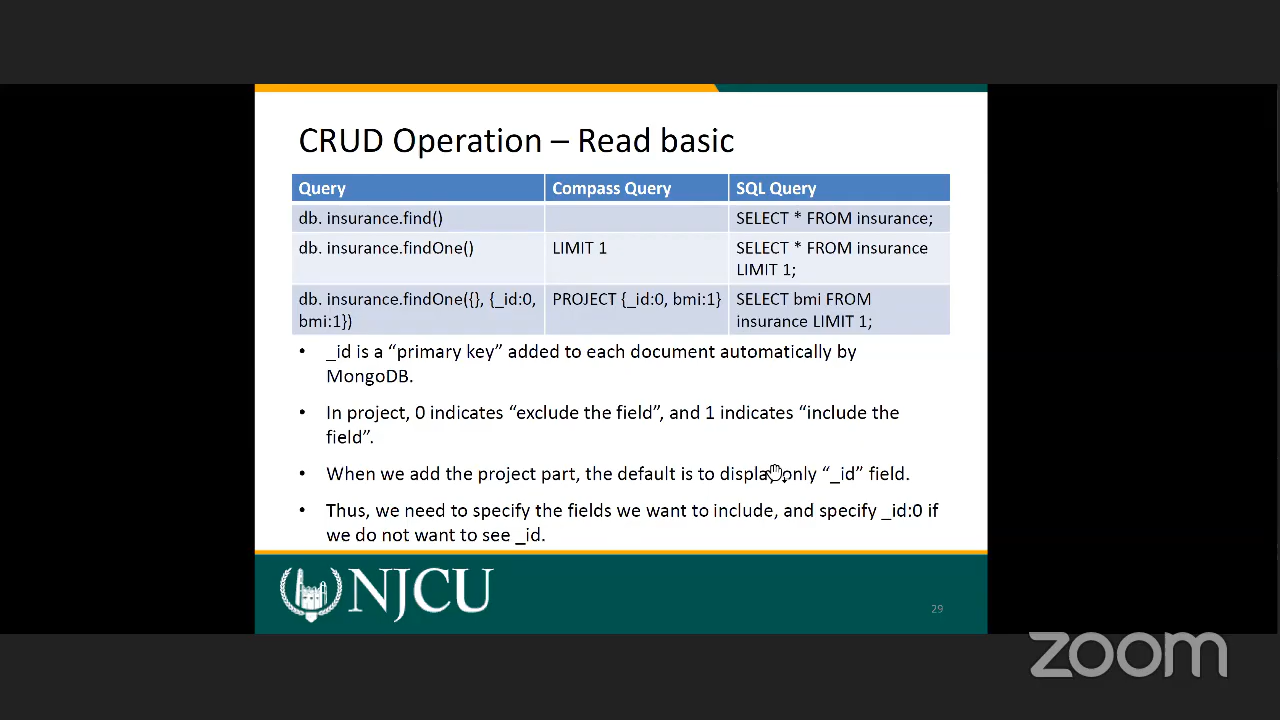 CRUD Operation – Read basic
Query Compass Query SQL Query
db. insurance.find() SELECT * FROM insurance;
db. insurance.findOne() LIMIT 1 SELECT * FROM insurance
LIMIT 1;
db. insurance.findOne({}, {_id:0, PROJECT {_id:0, bmi:1} SELECT bmi FROM
bmi:1}) insurance LIMIT 1;
• _id is a “primary key” added to each document automatically by
MongoDB.
• In project, 0 indicates “exclude the field”, and 1 indicates “include the
field”.
• When we add the project part, the default is to display only “_id” field.
• Thus, we need to specify the fields we want to include, and specify _id:0 if
we do not want to see _id.
NJCU
29
zoom